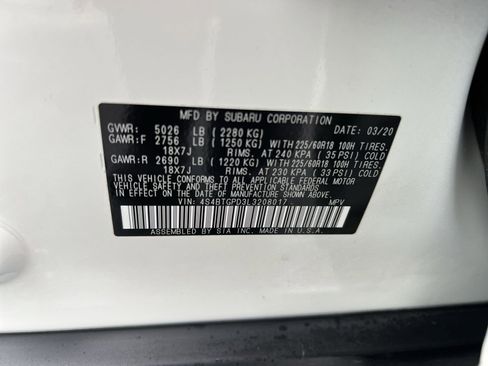 MFD BY SUBARU CORPORATION DATE: 03/20
GVWR: 5026 LB (2280 KG)
GAWR:F 2756 LB (1250 KG) WITH 225/60R18 100H TIRES.
18X7J RIMS. AT 240 KPA (35 PSI) COLD
GAWR:R 2690 LB (1220 KG) WITH 225/60R18 100H TIRES.
18X7J RIMS. AT 230 KPA (33 PSI) COLD
THIS VEHICLE CONFORMS TO ALL APPLICABLE FEDERAL MOTOR
VEHICLE SAFETY STANDARDS IN EFFECT ON THE DATE OF
MANUFACTURE SHOWN ABOVE.
VIN: 4S4BTGPD3L3208017 MPV
ASSEMBLED BY SIA INC. MADE IN U.S.A.